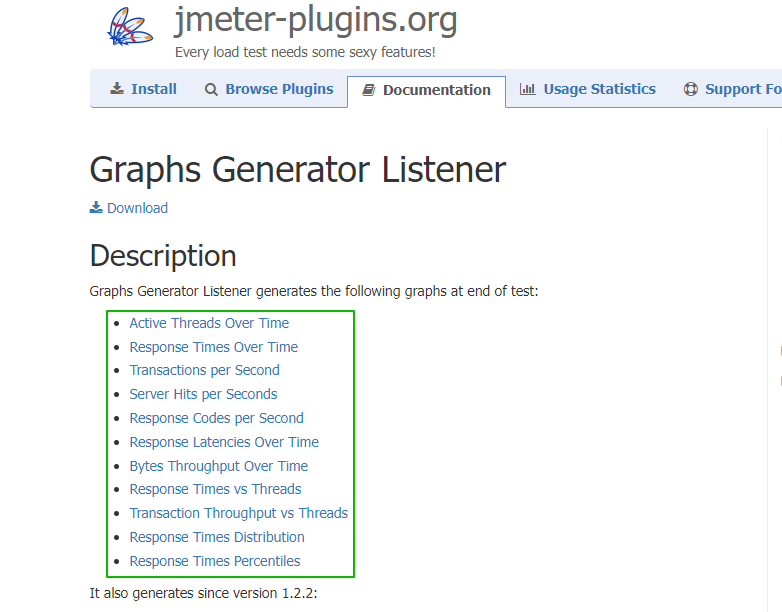 jmeter-plugins.org
Every load test needs some sexy features!
Install Browse Plugins Documentation Usage Statistics Support Fo
Graphs Generator Listener
Download
Description
Graphs Generator Listener generates the following graphs at end of test:
Active Threads Over Time
Response Times Over Time
Transactions per Second
Server Hits per Seconds
Response Codes per Second
Response Latencies Over Time
Bytes Throughput Over Time
Response Times vs Threads
Transaction Throughput vs Threads
Response Times Distribution
Response Times Percentiles
It also generates since version 1.2.2: